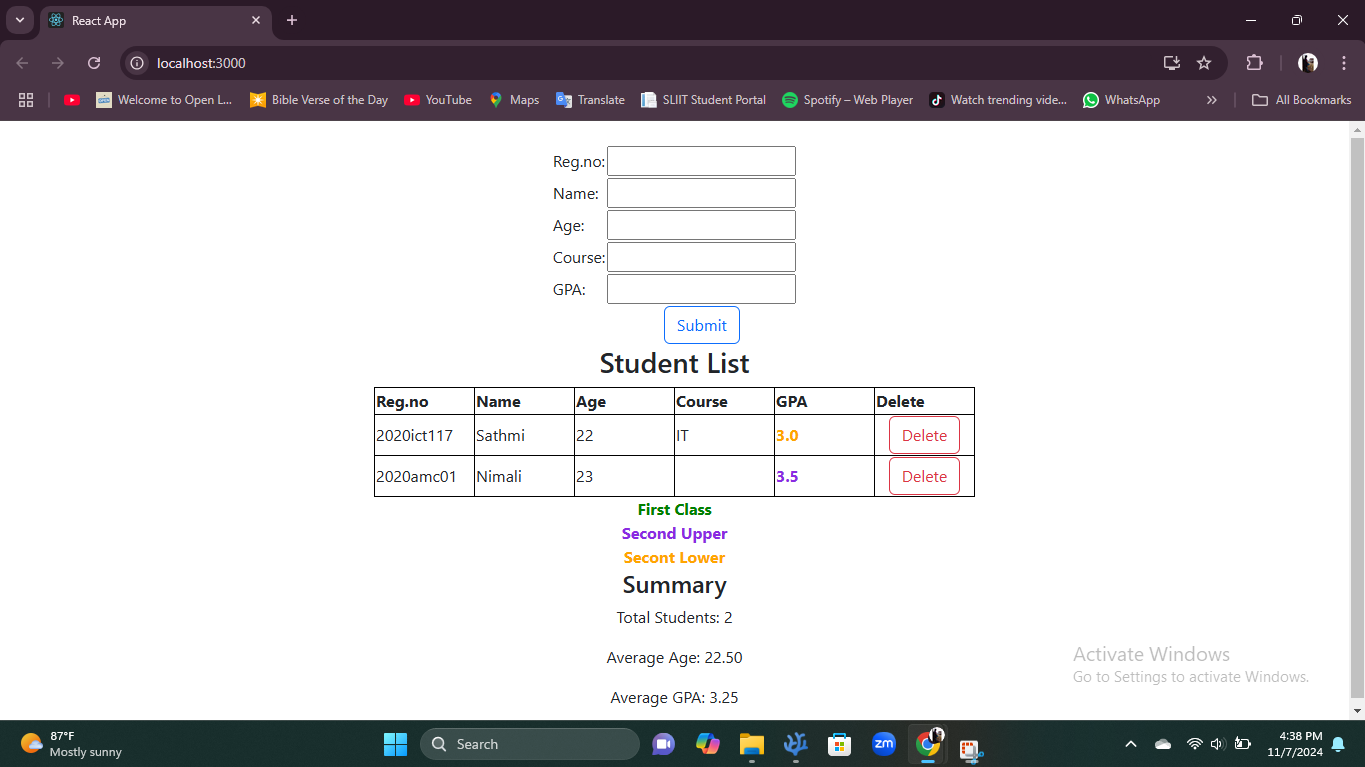 React App
localhost:3000
Welcome to Open L... Bible Verse of the Day YouTube Maps Translate SLIIT Student Portal Spotify – Web Player Watch trending vide... WhatsApp » All Bookmarks
Reg.no:
Name:
Age:
Course:
GPA:
Submit
Student List
Reg.no Name Age Course GPA Delete
2020ict117 Sathmi 22 IT 3.0 Delete
2020amc01 Nimali 23 3.5 Delete
First Class
Second Upper
Secont Lower
Summary
Total Students: 2
Average Age: 22.50
Average GPA: 3.25
Activate Windows
Go to Settings to activate Windows.
87°F
Mostly sunny
Search
zm
4:38 PM
11/7/2024